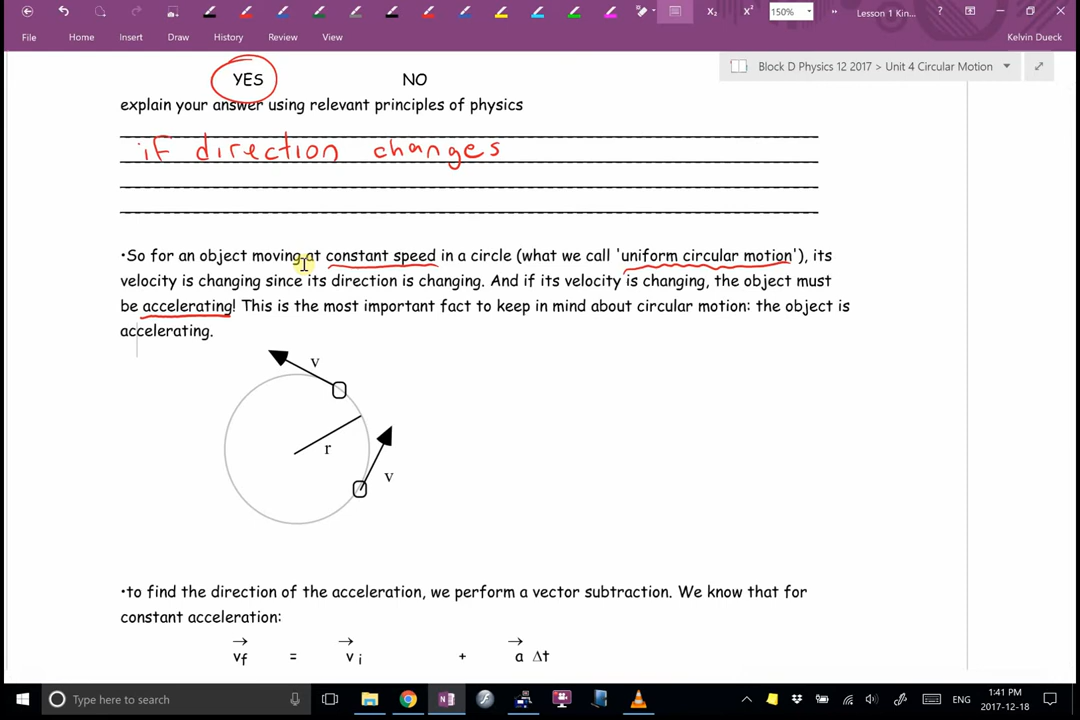 150%
Lesson 1 Kin...
File Home Insert Draw History Review View
Kelvin Dueck
Block D Physics 12 2017 > Unit 4 Circular Motion
YES NO
explain your answer using relevant principles of physics
if direction changes
•So for an object moving at constant speed in a circle (what we call 'uniform circular motion'), its
velocity is changing since its direction is changing. And if its velocity is changing, the object must
be accelerating! This is the most important fact to keep in mind about circular motion: the object is
accelerating.
v
r
v
•to find the direction of the acceleration, we perform a vector subtraction. We know that for
constant acceleration:
vf = vi + a Δt
Type here to search
ENG
1:41 PM
2017-12-18